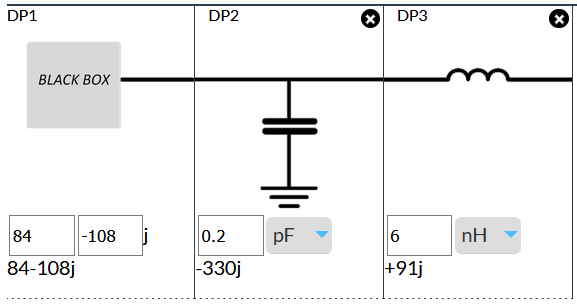 DP1
DP2
DP3
BLACK BOX
84
-108
j
0.2
pF
6
nH
84-108j
-330j
+91j